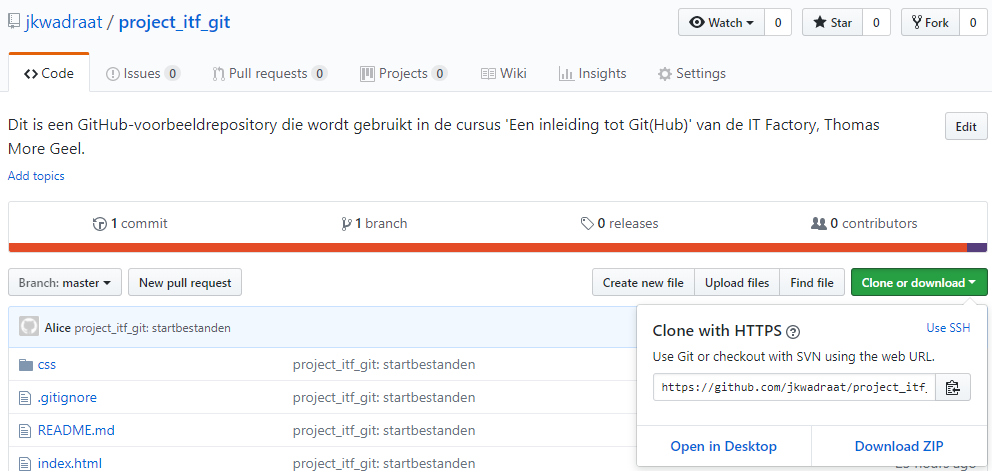 jkwadraat / project_itf_git
Watch 0 Star 0 Fork 0
Code Issues 0 Pull requests 0 Projects 0 Wiki Insights Settings
Dit is een GitHub-voorbeeldrepository die wordt gebruikt in de cursus 'Een inleiding tot Git(Hub)' van de IT Factory, Thomas
More Geel.
Edit
Add topics
1 commit 1 branch 0 releases 0 contributors
Branch: master New pull request Create new file Upload files Find file Clone or download
Alice project_itf_git: startbestanden
css project_itf_git: startbestanden
.gitignore project_itf_git: startbestanden
README.md project_itf_git: startbestanden
index.html project_itf_git: startbestanden
Clone with HTTPS ? Use SSH
Use Git or checkout with SVN using the web URL.
https://github.com/jkwadraat/project_itf_
Open in Desktop Download ZIP